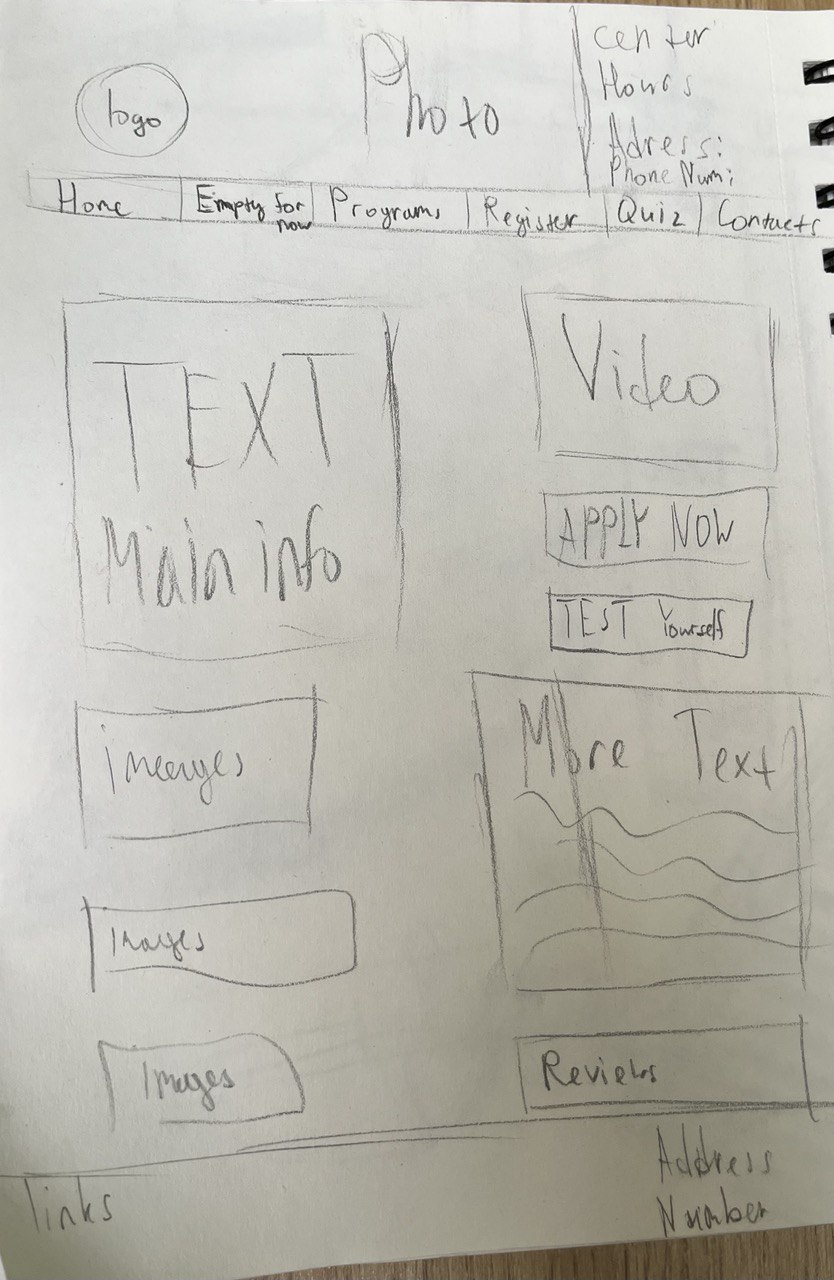 logo
Photo
center
Hours
Adress:
Phone Num:
Home
Empty for
now
Programs
Register
Quiz
Contacts
TEXT
Main info
Video
APPLY NOW
TEST Yourself
images
More Text
Images
Images
Reviews
links
Address
Number